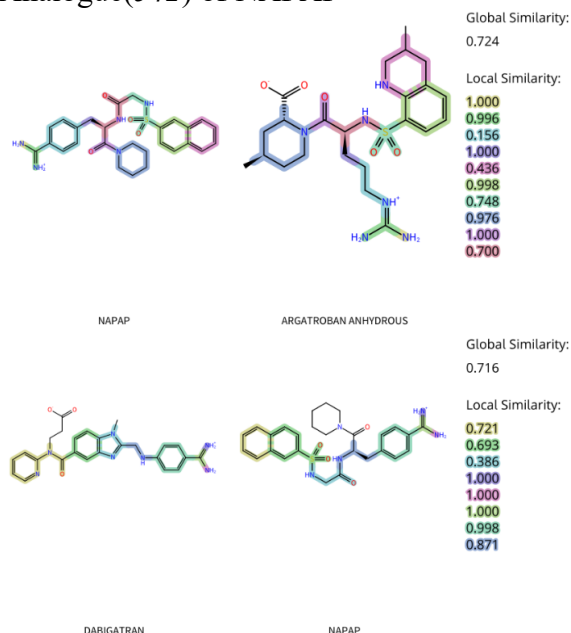 of NAPAP
Global Similarity:
0.724
Local Similarity:
1.000
0.996
0.156
1.000
0.436
0.998
0.748
0.976
1.000
0.700
NAPAP
ARGATROBAN ANHYDROUS
Global Similarity:
0.716
Local Similarity:
0.721
0.693
0.386
1.000
1.000
1.000
0.998
0.871
DABIGATRAN
NAPAP